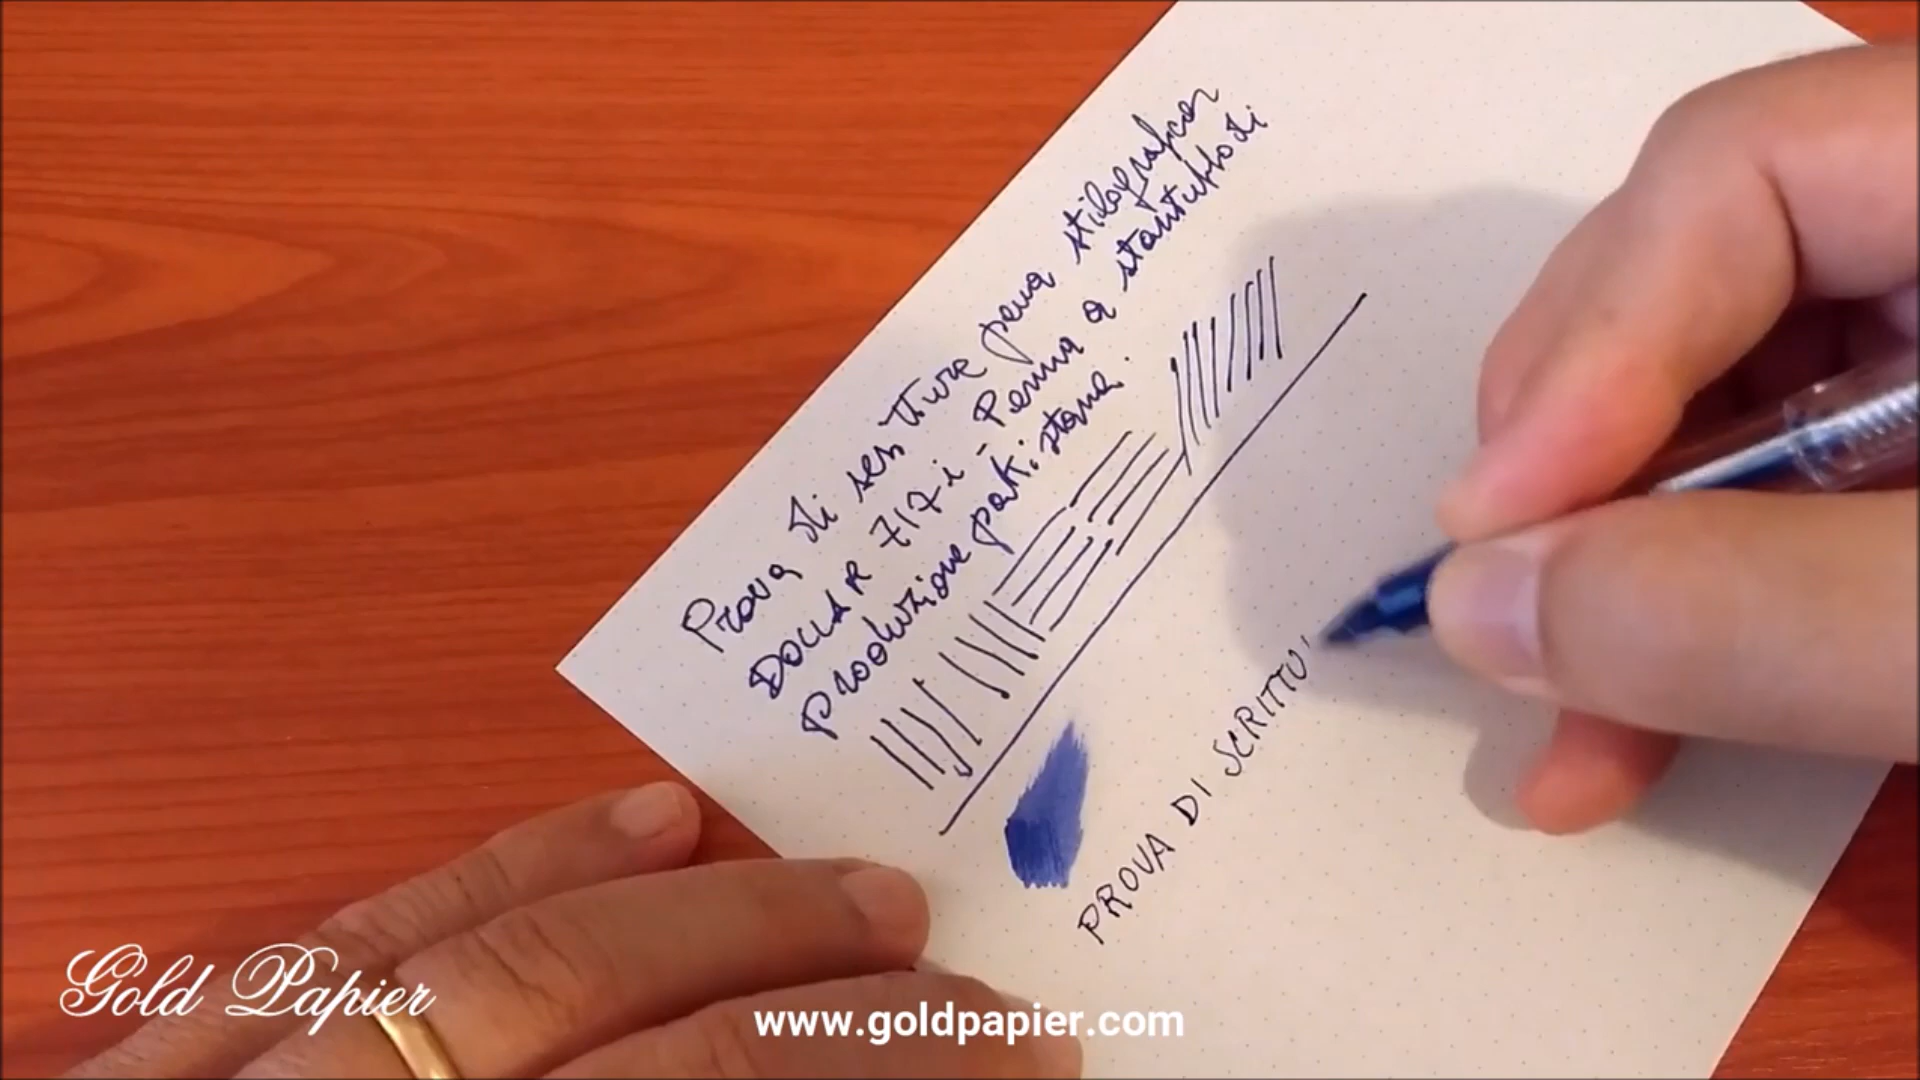 Prova di scrittura penna stilografica
DOLLAR 717i - Penna a stantuffo di
produzione pakistana.
PROVA DI SCRITTU
Gold Papier
www.goldpapier.com